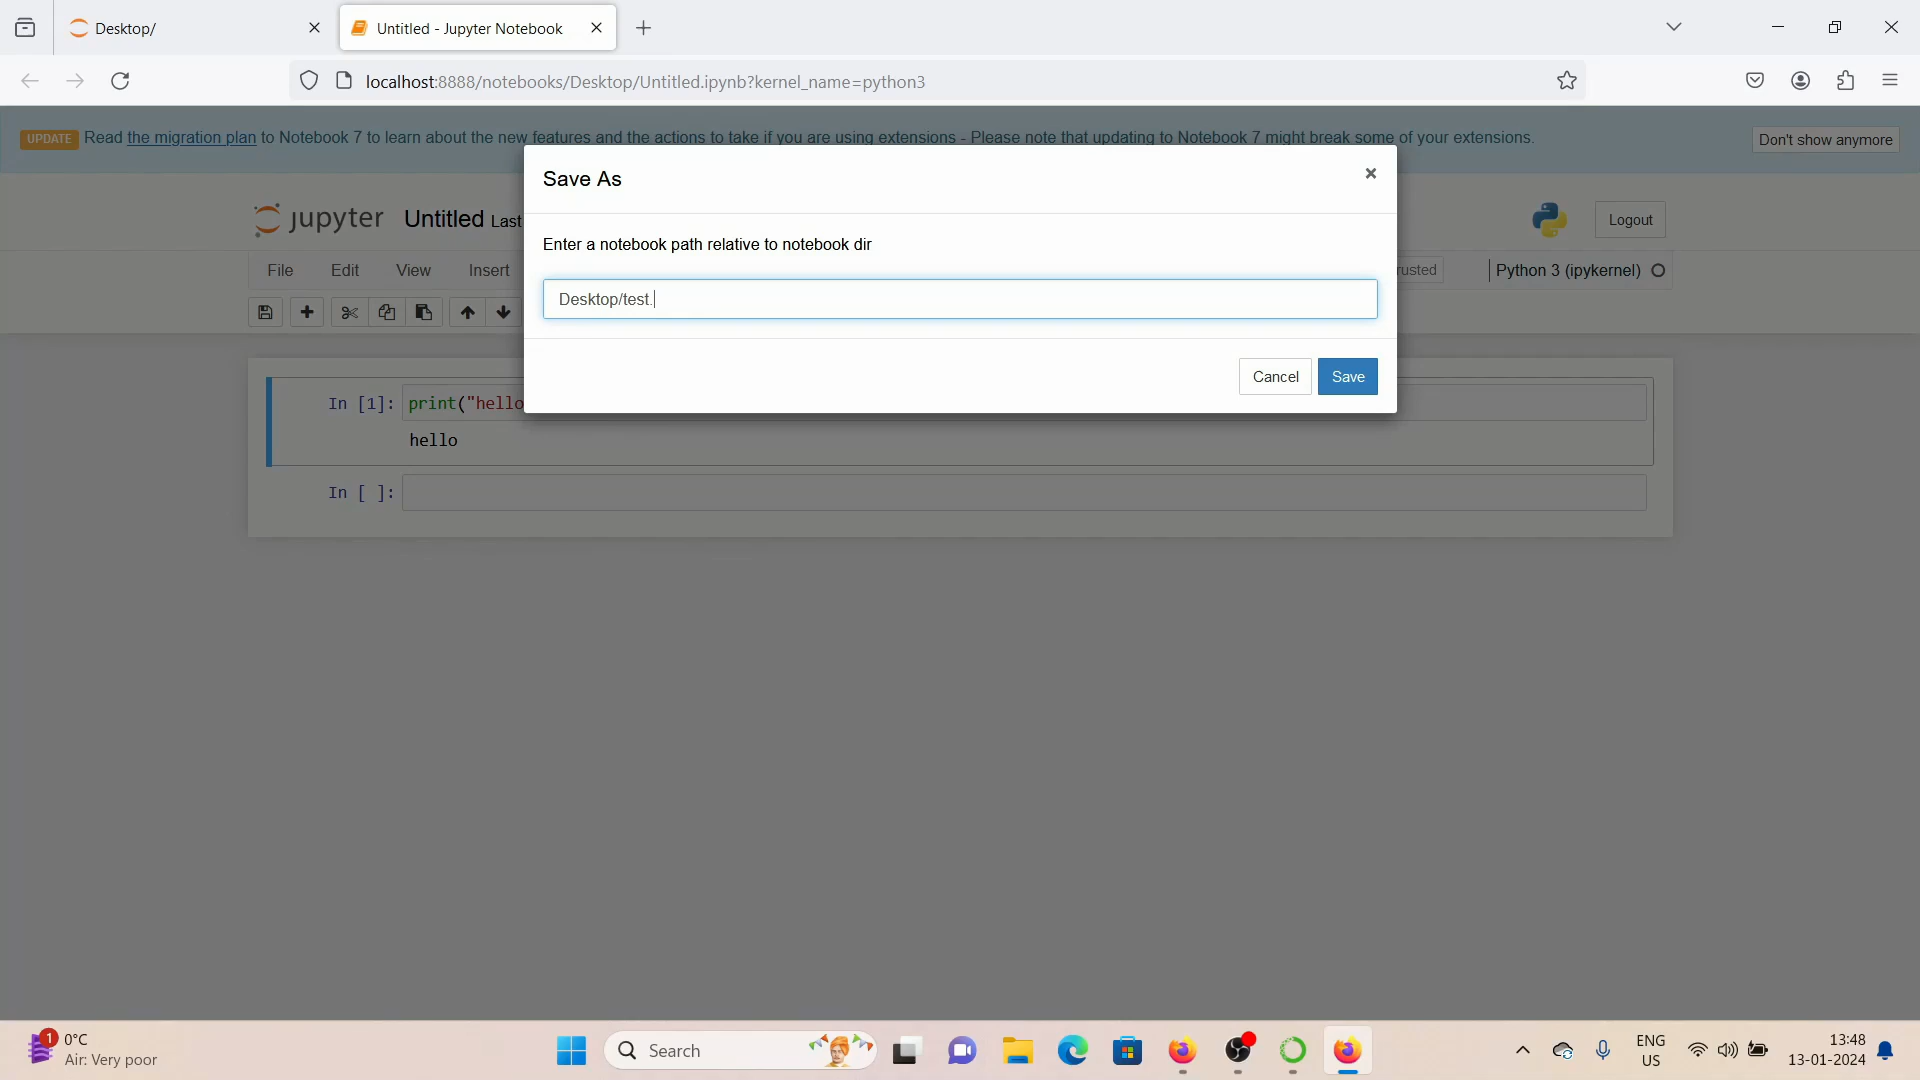 Desktop/
Untitled - Jupyter Notebook
localhost:8888/notebooks/Desktop/Untitled.ipynb?kernel_name=python3
UPDATE Read the migration plan to Notebook 7 to learn about the new features and the actions to take if you are using extensions - Please note that updating to Notebook 7 might break some of your extensions.
Don't show anymore
Save As
jupyter Untitled Last
Logout
Enter a notebook path relative to notebook dir
File Edit View Insert
rusted
Python 3 (ipykernel)
Desktop/test.
Cancel
Save
In [1]: print("hello
hello
In [ ]:
1
0°C
Air: Very poor
Search
ENG
US
13:48
13-01-2024